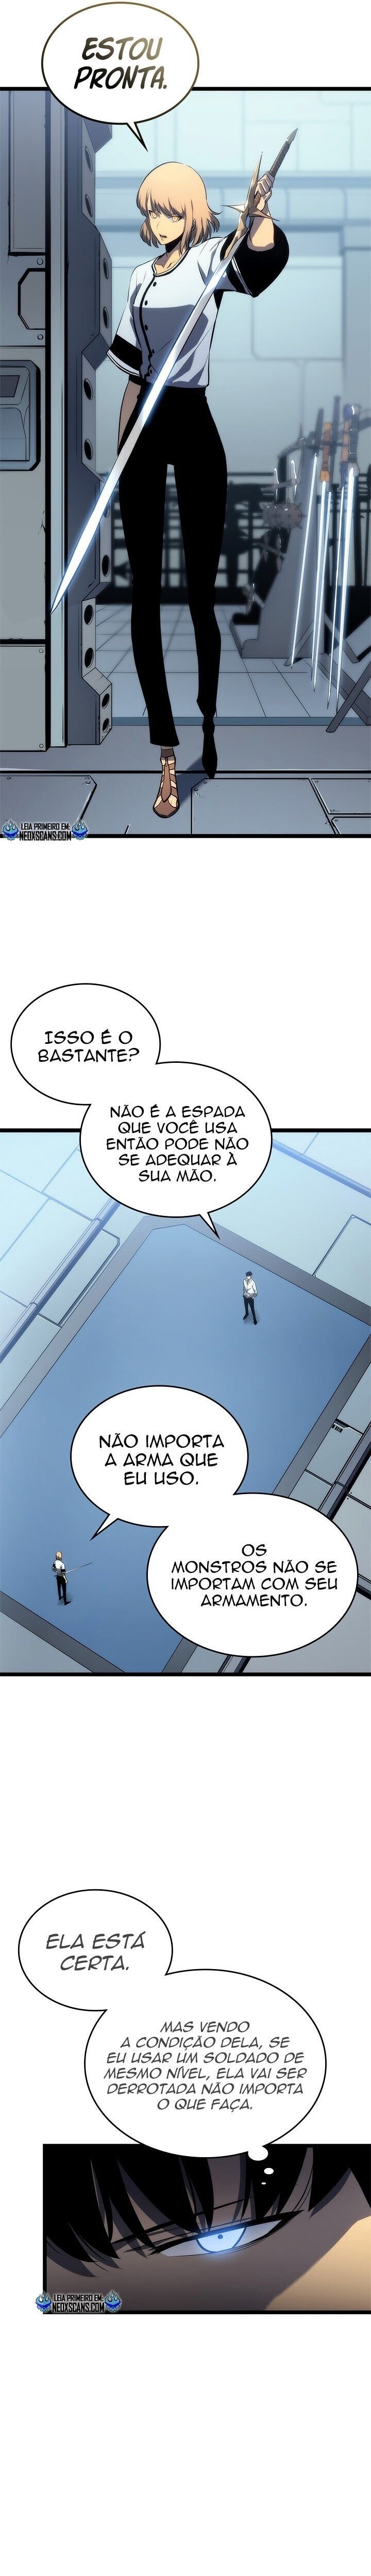 ESTOU
PRONTA.
LEIA PRIMEIRO EM:
NEOXSCANS.COM
ISSO É O
BASTANTE?
NÃO É A ESPADA
QUE VOCÊ USA
ENTÃO PODE NÃO
SE ADEQUAR À
SUA MÃO.
NÃO IMPORTA
A ARMA QUE
EU USO.
OS
MONSTROS NÃO SE
IMPORTAM COM SEU
ARMAMENTO.
ELA ESTÁ
CERTA.
MAS VENDO
A CONDIÇÃO DELA, SE
EU USAR UM SOLDADO DE
MESMO NÍVEL, ELA VAI SER
DERROTADA NÃO IMPORTA
O QUE FAÇA.
LEIA PRIMEIRO EM:
NEOXSCANS.COM